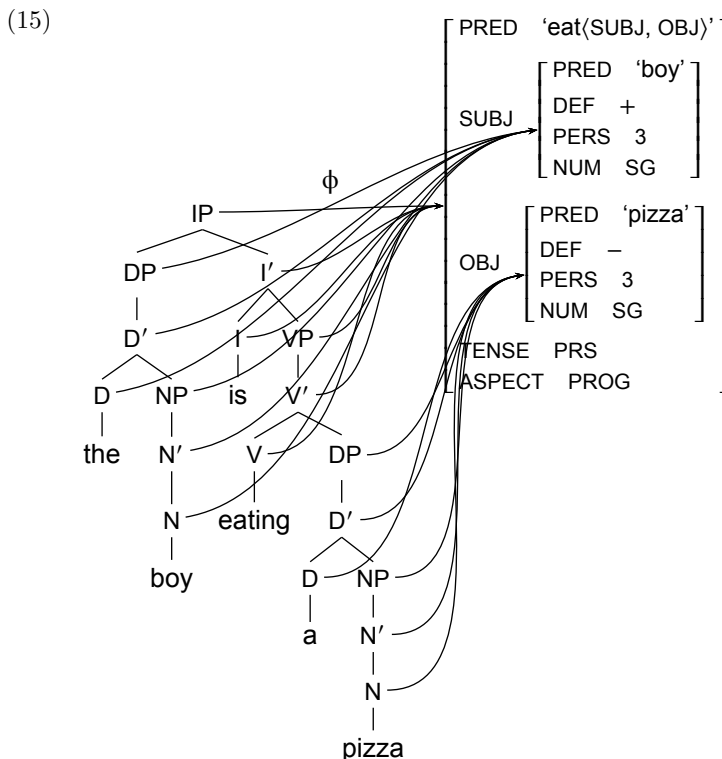 (15)
PRED ‘eat⟨SUBJ, OBJ⟩’
PRED ‘boy’
DEF +
SUBJ
PERS 3
NUM SG
ϕ
IP
PRED ‘pizza’
DEF −
DP I′ OBJ
PERS 3
NUM SG
D′ I VP
TENSE PRS
D NP is V′ ASPECT PROG
the N′ V DP
N eating D′
boy D NP
a N′
N
pizza